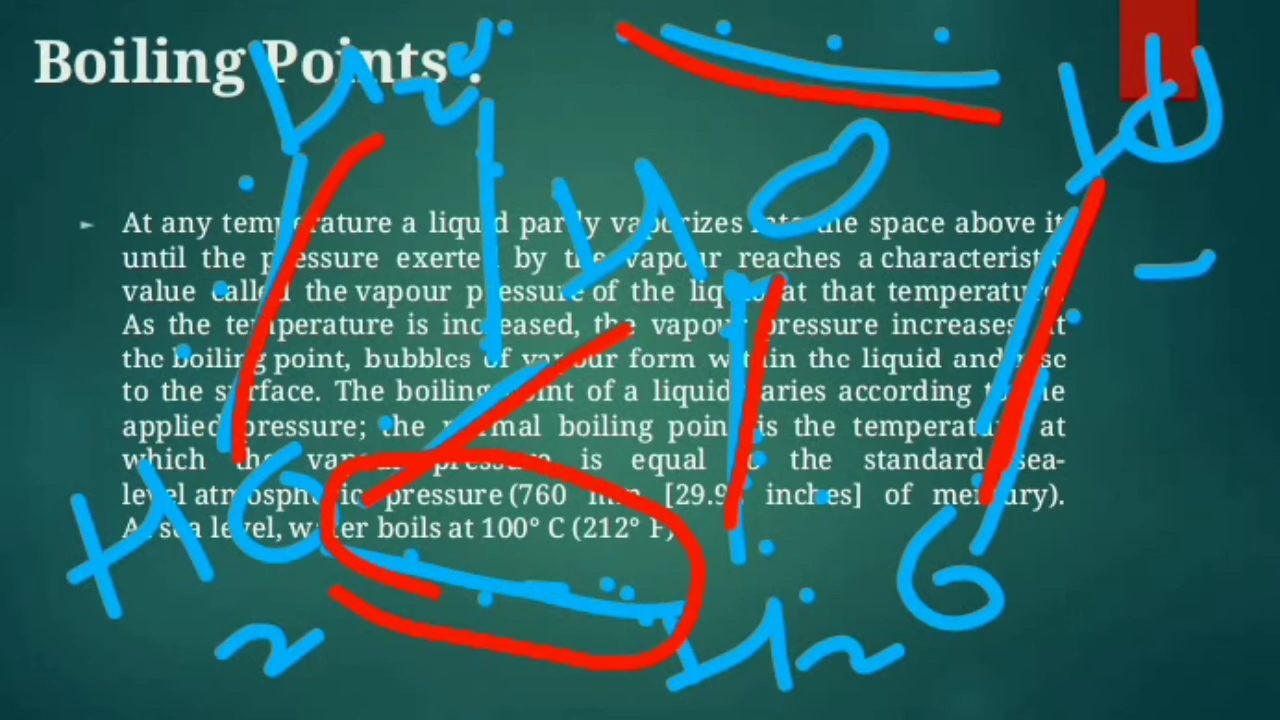 Boiling Points :
► At any temperature a liquid partly vaporizes into the space above it
until the pressure exerted by the vapour reaches a characteristic
value called the vapour pressure of the liquid at that temperature.
As the temperature is increased, the vapour pressure increases; at
the boiling point, bubbles of vapour form within the liquid and rise
to the surface. The boiling point of a liquid varies according to the
applied pressure; the normal boiling point is the temperature at
which the vapour pressure is equal to the standard sea-
level atmospheric pressure (760 mm [29.92 inches] of mercury).
At sea level, water boils at 100° C (212° F)